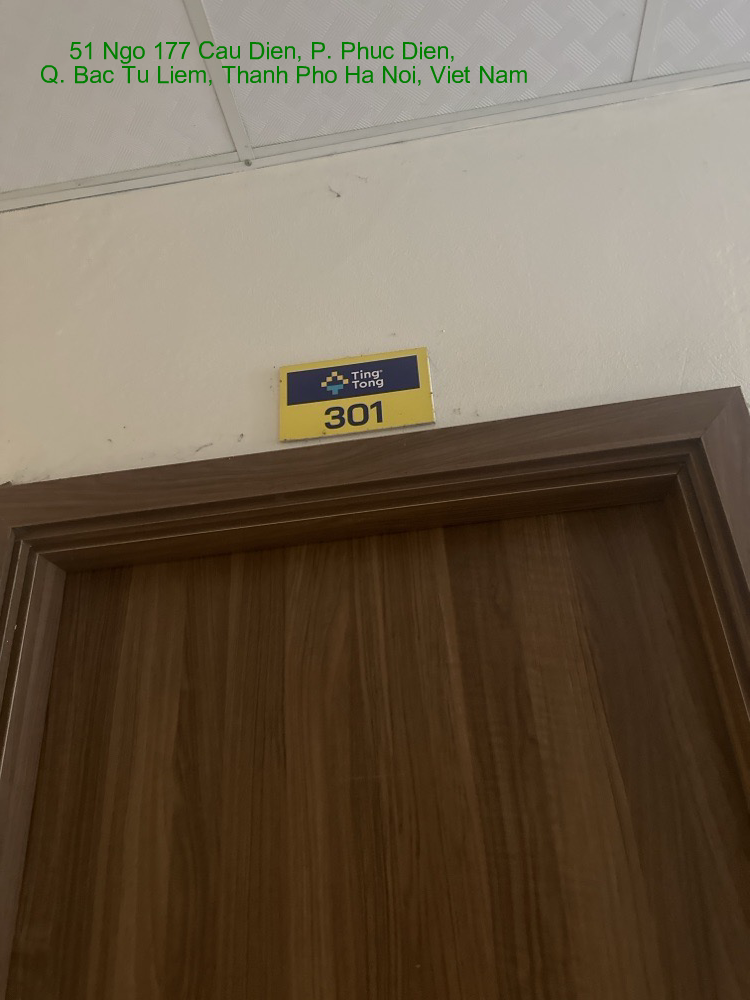 51 Ngo 177 Cau Dien, P. Phuc Dien,
Q. Bac Tu Liem, Thanh Pho Ha Noi, Viet Nam
Ting
Tong
301